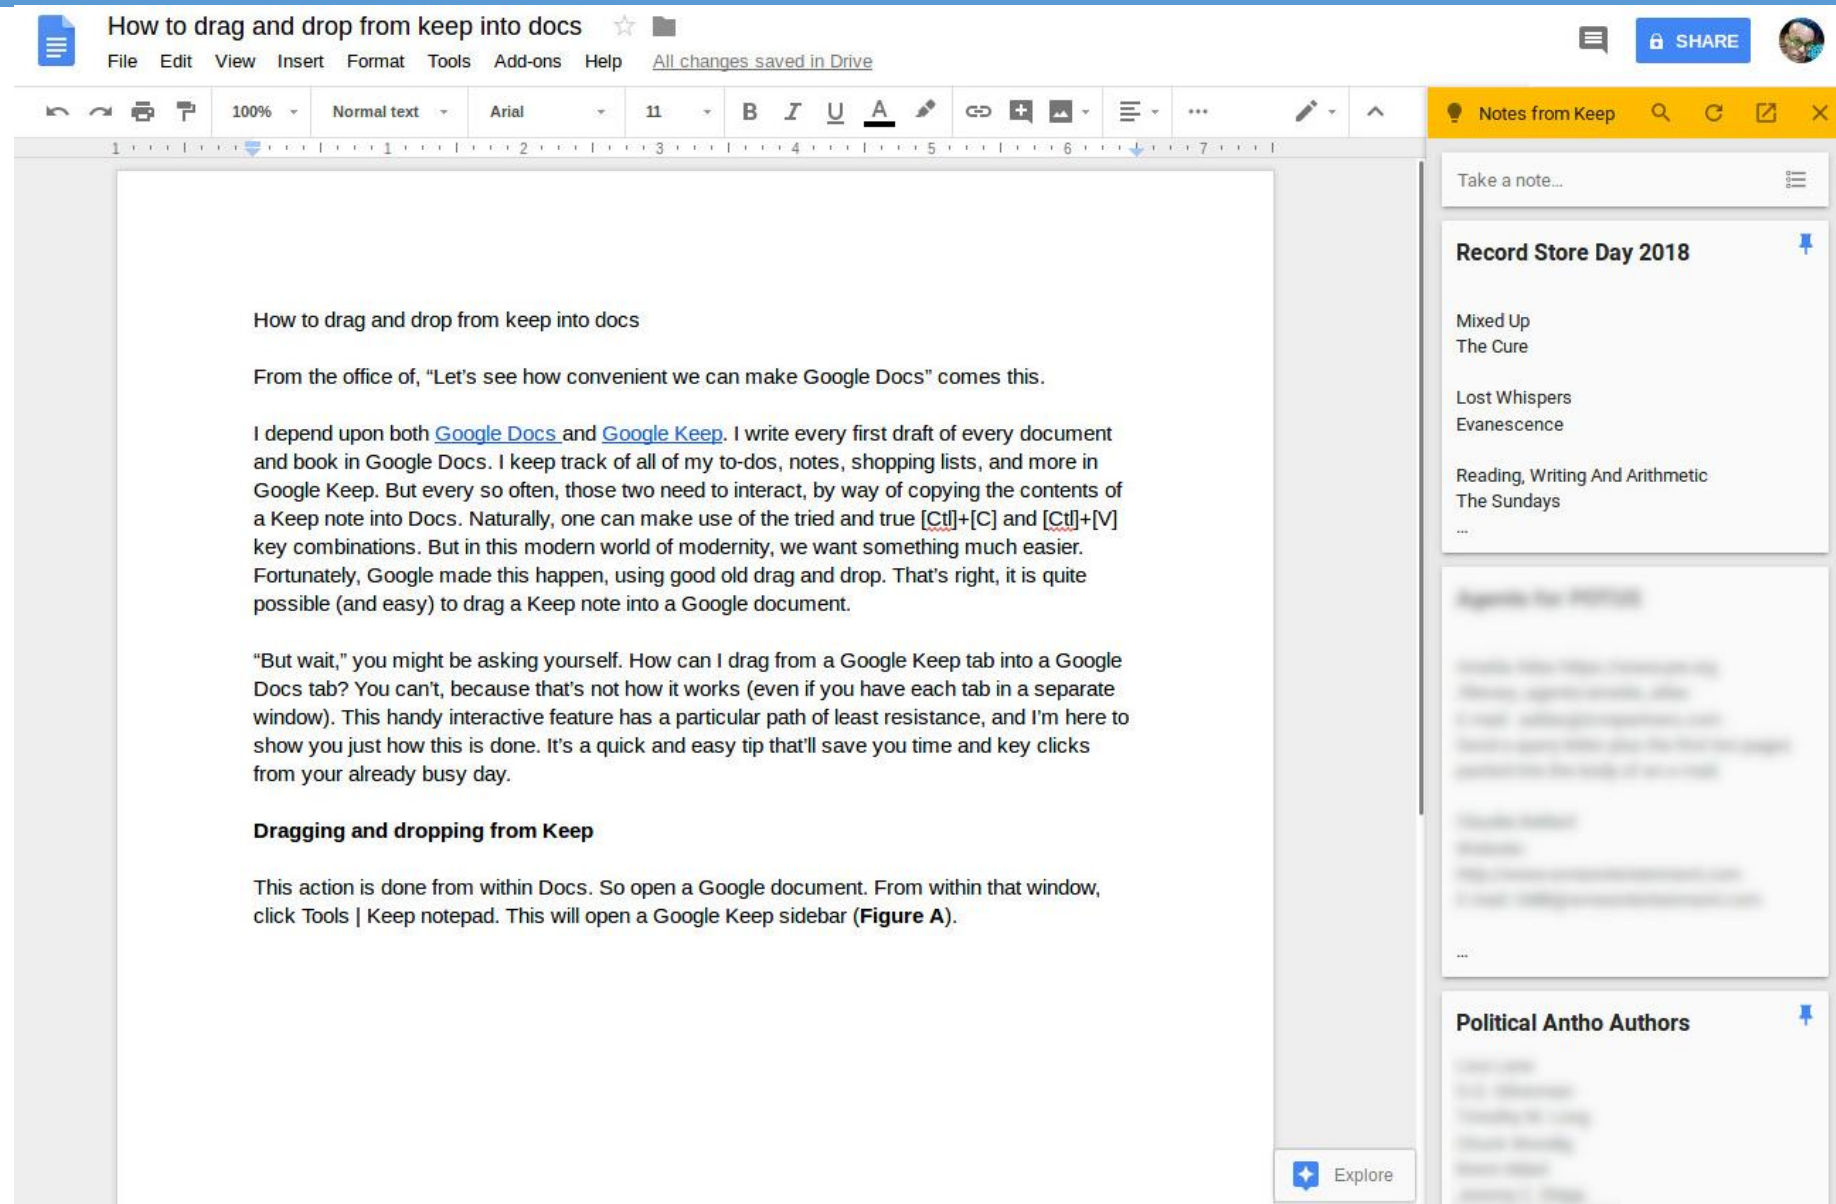 How to drag and drop from keep into docs
File Edit View Insert Format Tools Add-ons Help All changes saved in Drive
SHARE
100% Normal text Arial 11 B I U A ...
Notes from Keep
1 1 2 3 4 5 6 7
How to drag and drop from keep into docs
From the office of, “Let’s see how convenient we can make Google Docs” comes this.
I depend upon both Google Docs and Google Keep. I write every first draft of every document
and book in Google Docs. I keep track of all of my to-dos, notes, shopping lists, and more in
Google Keep. But every so often, those two need to interact, by way of copying the contents of
a Keep note into Docs. Naturally, one can make use of the tried and true [Ctl]+[C] and [Ctl]+[V]
key combinations. But in this modern world of modernity, we want something much easier.
Fortunately, Google made this happen, using good old drag and drop. That’s right, it is quite
possible (and easy) to drag a Keep note into a Google document.
“But wait,” you might be asking yourself. How can I drag from a Google Keep tab into a Google
Docs tab? You can’t, because that’s not how it works (even if you have each tab in a separate
window). This handy interactive feature has a particular path of least resistance, and I’m here to
show you just how this is done. It’s a quick and easy tip that’ll save you time and key clicks
from your already busy day.
Dragging and dropping from Keep
This action is done from within Docs. So open a Google document. From within that window,
click Tools | Keep notepad. This will open a Google Keep sidebar (Figure A).
Explore
Take a note...
Record Store Day 2018
Mixed Up
The Cure
Lost Whispers
Evanescence
Reading, Writing And Arithmetic
The Sundays
...
...
Political Antho Authors